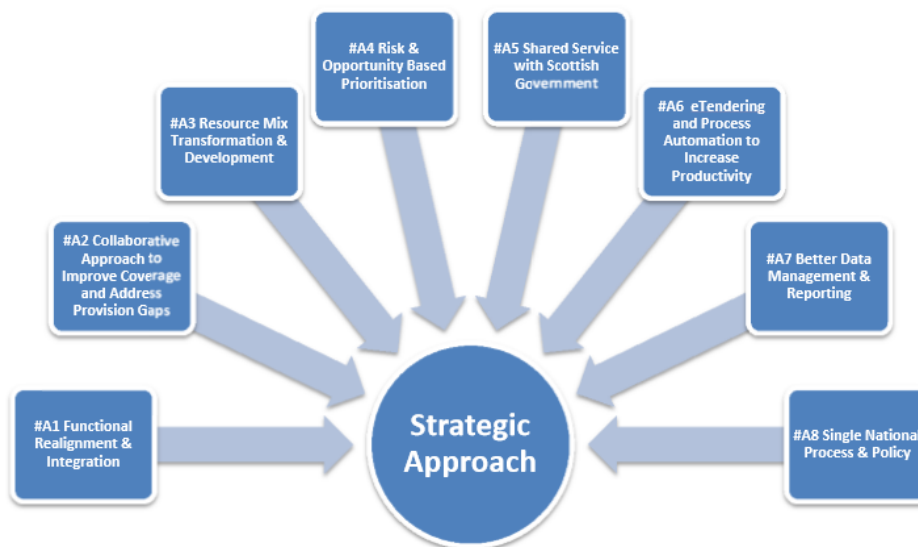 #A4 Risk &
Opportunity Based
Prioritisation
#A5 Shared Service
with Scottish
Government
#A3 Resource Mix
Transformation &
Development
#A6 eTendering
and Process
Automation to
Increase
Productivity
#A2 Collaborative
Approach to
Improve Coverage
and Address
Provision Gaps
#A7 Better Data
Management &
Reporting
#A1 Functional
Realignment &
Integration
Strategic
Approach
#A8 Single National
Process & Policy